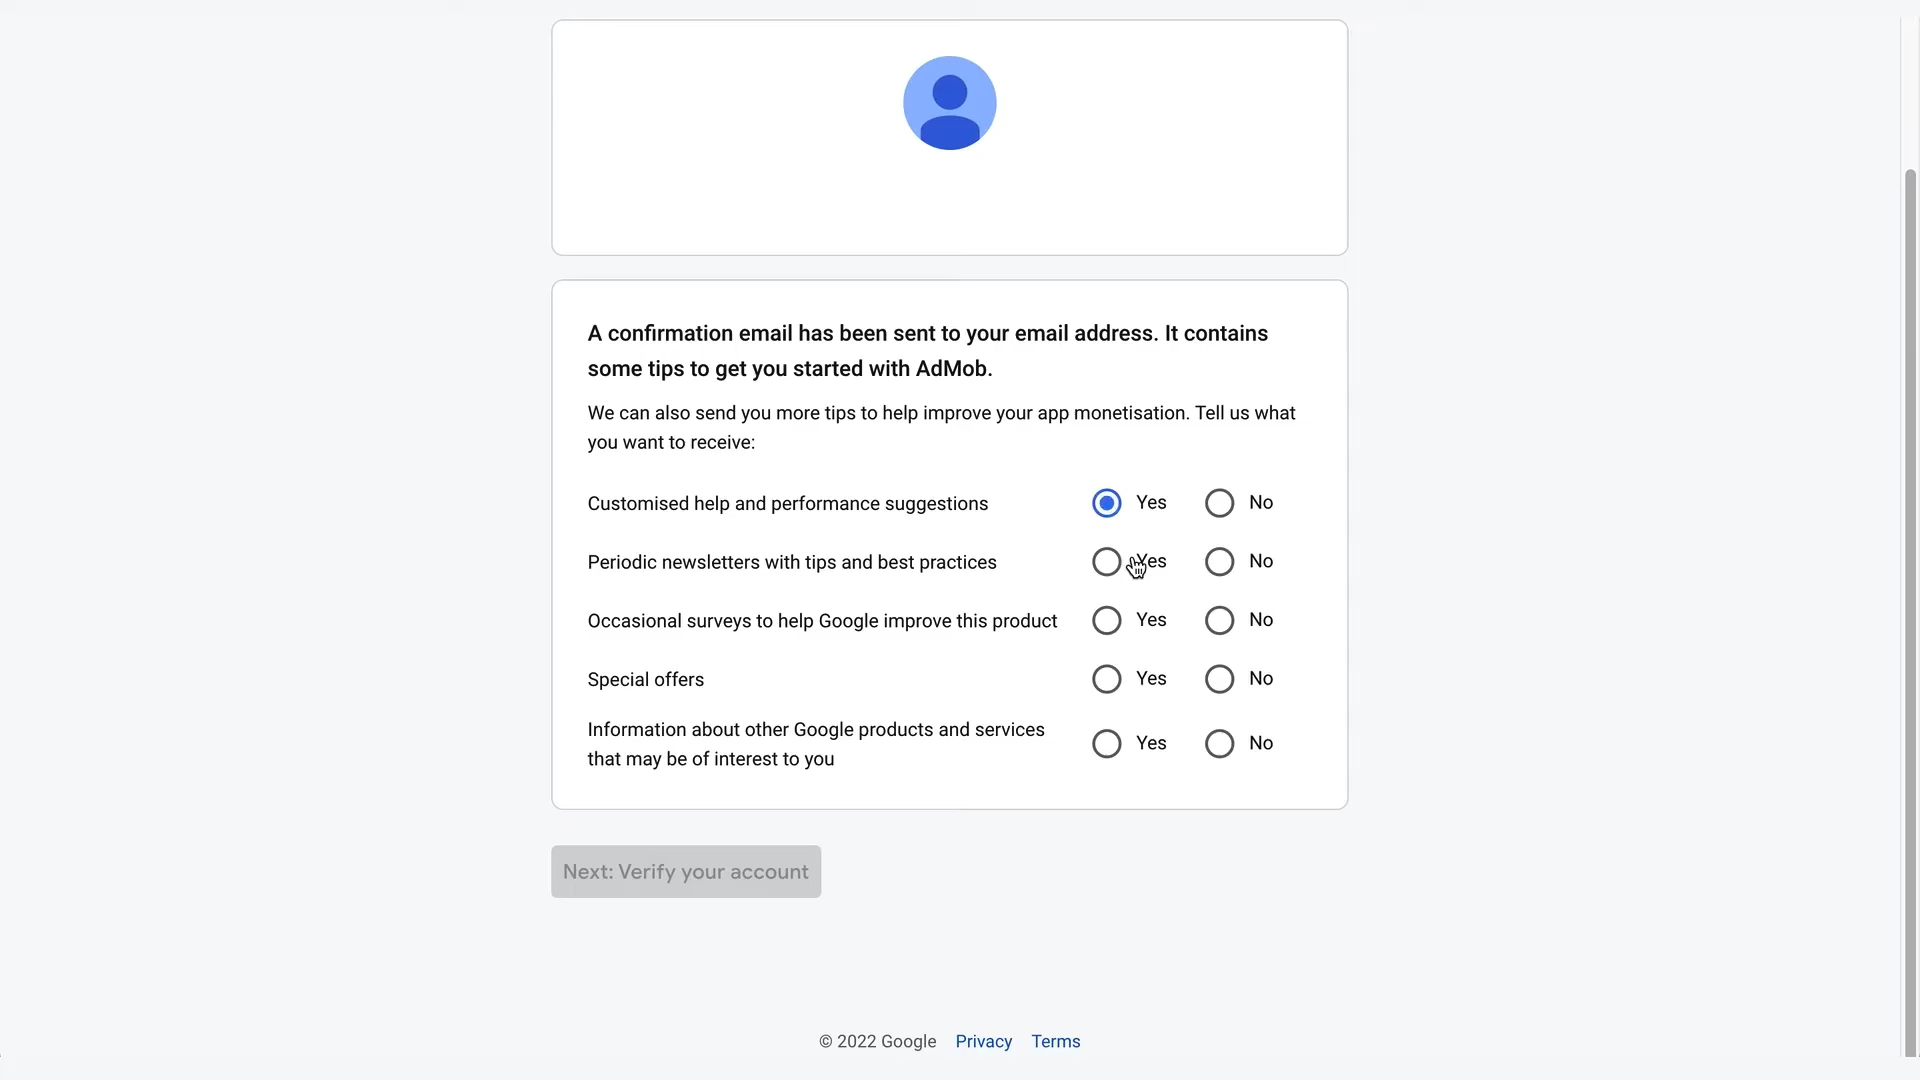 A confirmation email has been sent to your email address. It contains
some tips to get you started with AdMob.
We can also send you more tips to help improve your app monetisation. Tell us what
you want to receive:
Customised help and performance suggestions Yes No
Periodic newsletters with tips and best practices Yes No
Occasional surveys to help Google improve this product Yes No
Special offers Yes No
Information about other Google products and services
that may be of interest to you Yes No
Next: Verify your account
© 2022 Google Privacy Terms